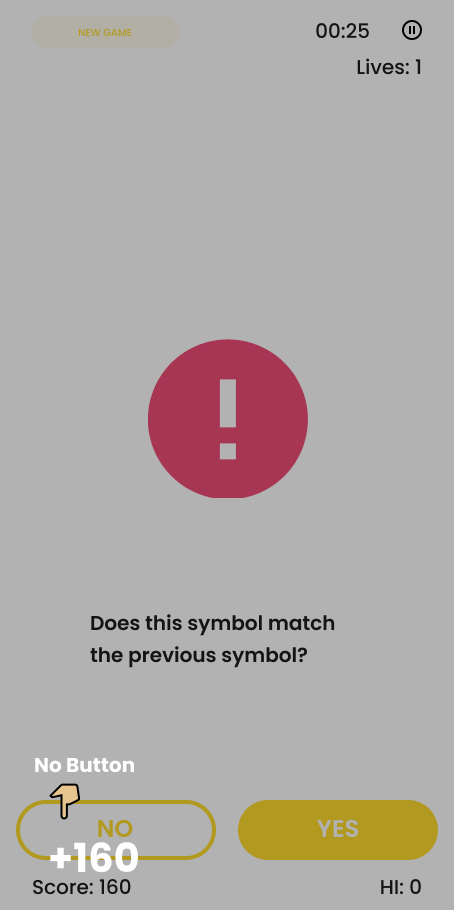 NEW GAME
00:25
Lives: 1
!
Does this symbol match
the previous symbol?
No Button
NO
YES
+160
Score: 160
HI: 0